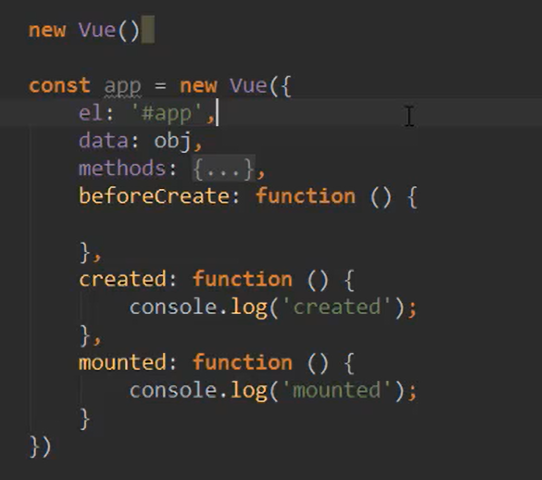 new Vue()
const app = new Vue({
el: '#app',
data: obj,
methods: {...},
beforeCreate: function () {
},
created: function () {
console.log('created');
},
mounted: function () {
console.log('mounted');
}
})